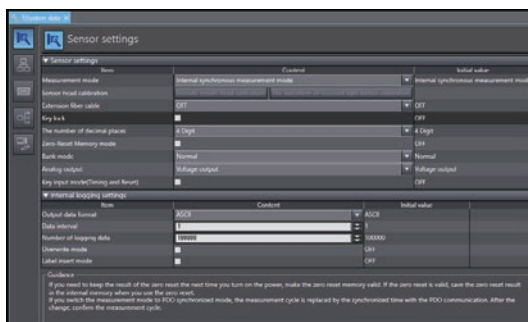 System data
Sensor settings
Sensor settings
Item Content Initial value
Measurement mode Internal synchronous measurement mode Internal synchronous measurement mode
Sensor head calibration
Extension fiber cable OFF OFF
Key lock OFF
The number of decimal places 4 Digit 4 Digit
Zero-Reset Memory mode OFF
Bank mode Normal Normal
Analog output Voltage output Voltage output
Key input mode(Timing and Reset) OFF
Internal logging settings
Item Content Initial value
Output data format ASCII ASCII
Data interval 1 1
Number of logging data 100000 100000
Overwrite mode OFF
Label insert mode OFF
Guidance
If you need to keep the result of the zero reset the next time you turn on the power, make the zero reset memory valid. If the zero reset is valid, save the zero reset result
in the internal memory when you use the zero reset.
If you switch the measurement mode to PDO synchronized mode, the measurement cycle is replaced by the synchronized time with the PDO communication. After the
change, confirm the measurement cycle.